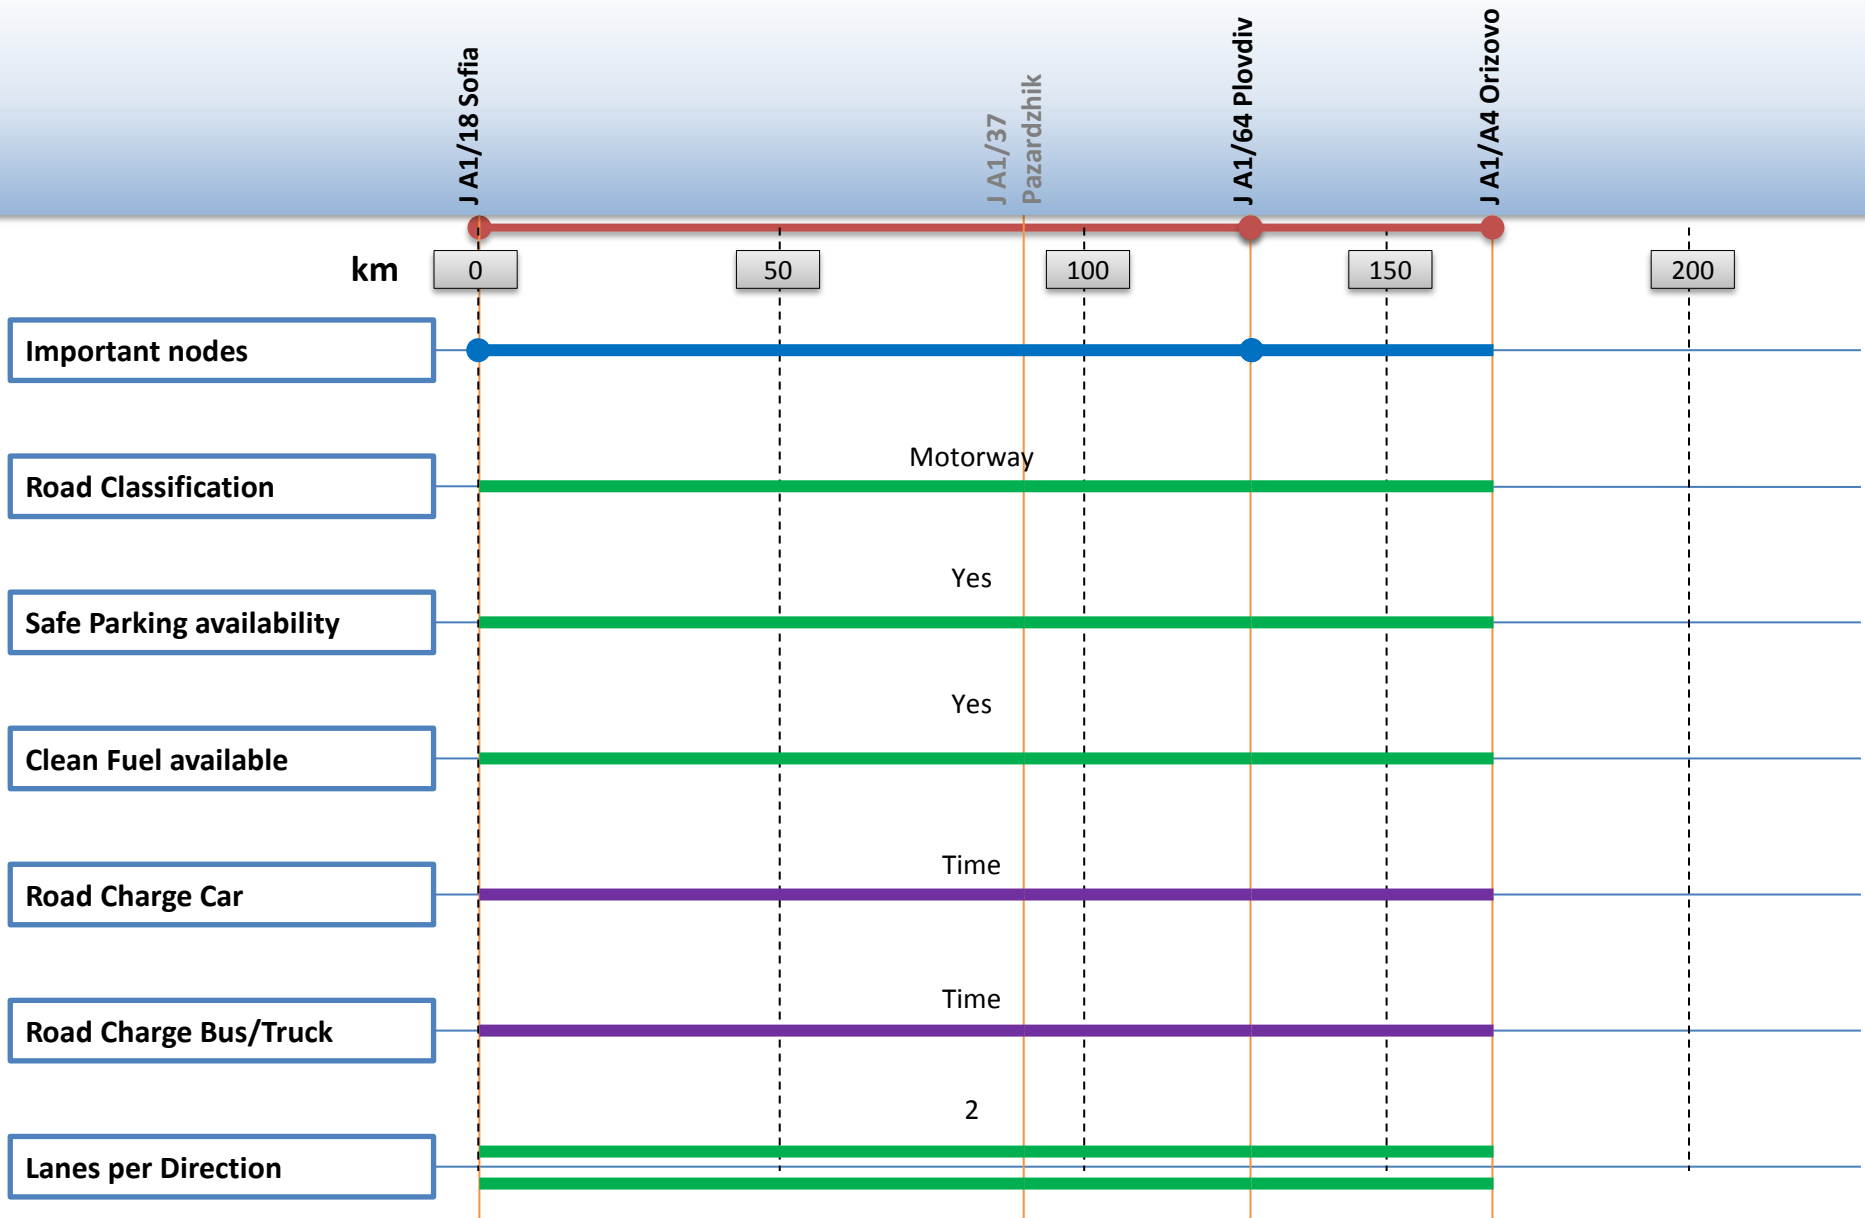 J A1/18 Sofia
J A1/37
Pazardzhik
J A1/64 Plovdiv
J A1/A4 Orizovo
km
0
50
100
150
200
Important nodes
Road Classification
Motorway
Safe Parking availability
Yes
Clean Fuel available
Yes
Road Charge Car
Time
Road Charge Bus/Truck
Time
Lanes per Direction
2